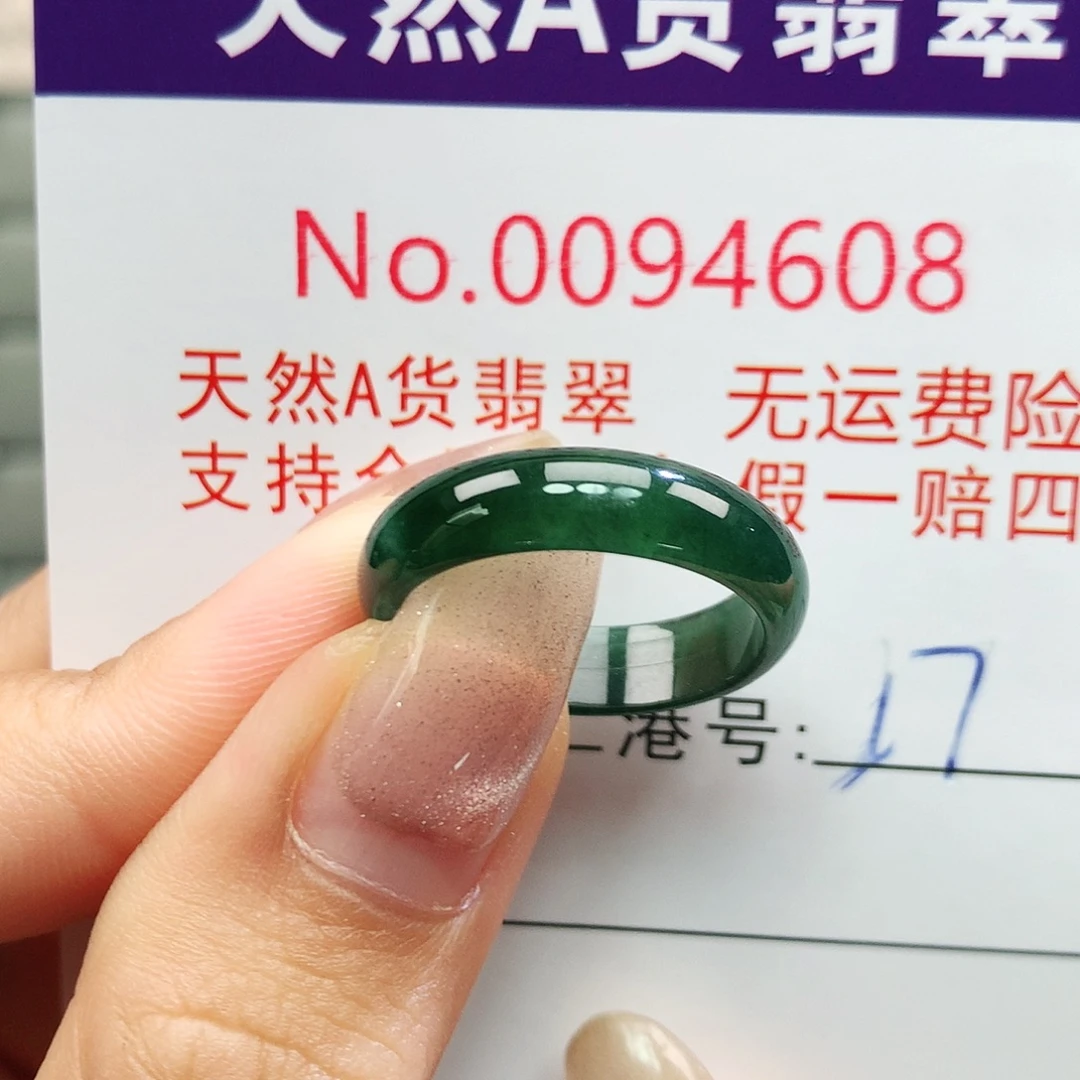 天然A货翡翠
No.0094608
天然A货翡翠 无运费险
支持 假一赔四
港号: 17